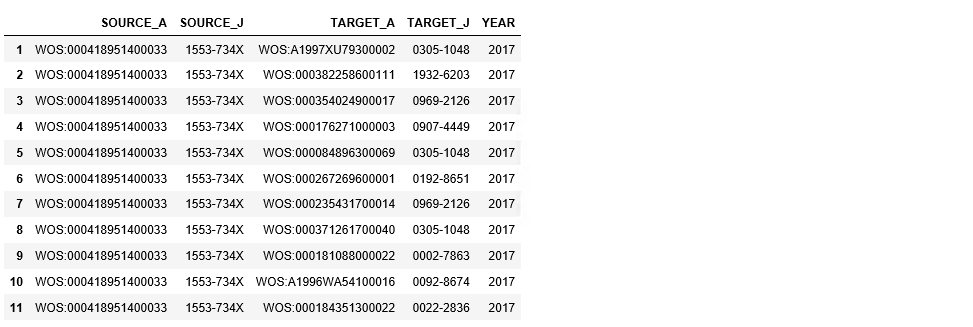 SOURCE_A SOURCE_J TARGET_A TARGET_J YEAR
1 WOS:000418951400033 1553-734X WOS:A1997XU79300002 0305-1048 2017
2 WOS:000418951400033 1553-734X WOS:000382258600111 1932-6203 2017
3 WOS:000418951400033 1553-734X WOS:000354024900017 0969-2126 2017
4 WOS:000418951400033 1553-734X WOS:000176271000003 0907-4449 2017
5 WOS:000418951400033 1553-734X WOS:000084896300069 0305-1048 2017
6 WOS:000418951400033 1553-734X WOS:000267269600001 0192-8651 2017
7 WOS:000418951400033 1553-734X WOS:000235431700014 0969-2126 2017
8 WOS:000418951400033 1553-734X WOS:000371261700040 0305-1048 2017
9 WOS:000418951400033 1553-734X WOS:000181088000022 0002-7863 2017
10 WOS:000418951400033 1553-734X WOS:A1996WA54100016 0092-8674 2017
11 WOS:000418951400033 1553-734X WOS:000184351300022 0022-2836 2017